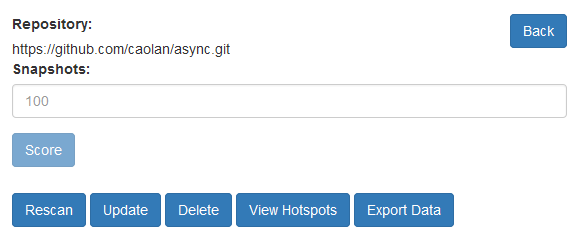 Repository:
Back
https://github.com/caolan/async.git
Snapshots:
100
Score
Rescan Update Delete View Hotspots Export Data